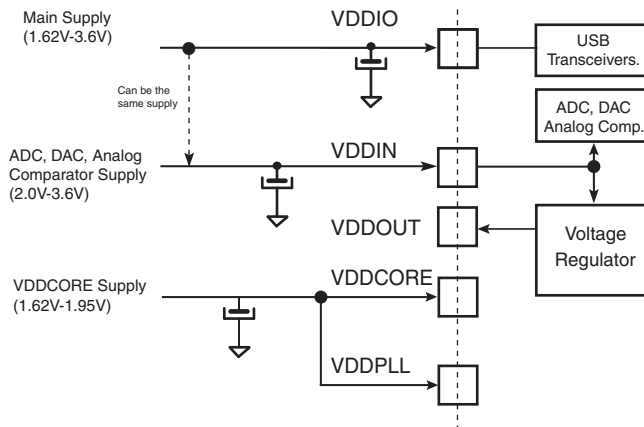 Main Supply
(1.62V-3.6V)
VDDIO
USB
Transceivers.
Can be the
same supply
ADC, DAC
Analog Comp.
ADC, DAC, Analog
Comparator Supply
(2.0V-3.6V)
VDDIN
VDDOUT
Voltage
Regulator
VDDCORE Supply
(1.62V-1.95V)
VDDCORE
VDDPLL